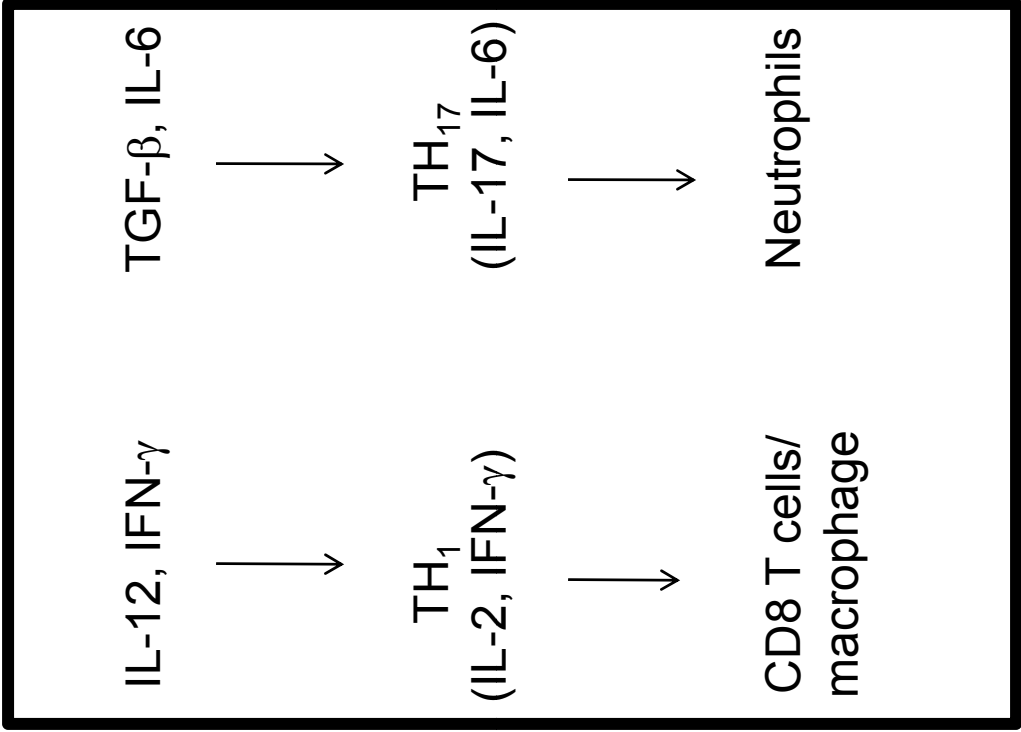 IL-12, IFN-γ
TH₁
(IL-2, IFN-γ)
CD8 T cells/
macrophage
TGF-β, IL-6
TH₁₇
(IL-17, IL-6)
Neutrophils